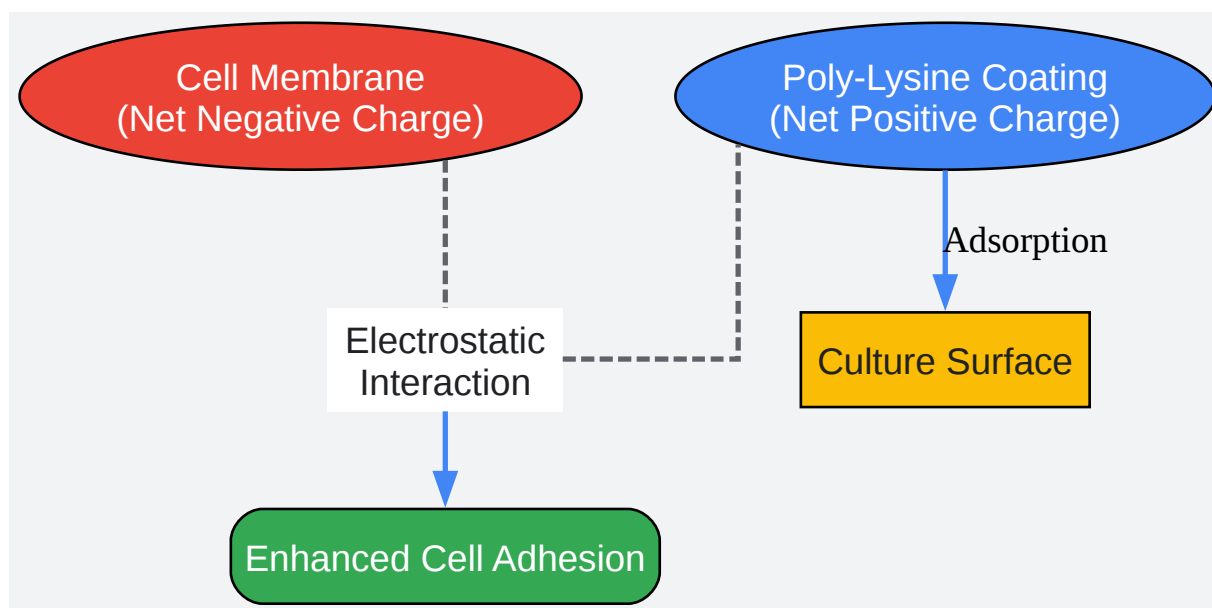 Cell Membrane
(Net Negative Charge)
Poly-Lysine Coating
(Net Positive Charge)
Adsorption
Electrostatic
Interaction
Culture Surface
Enhanced Cell Adhesion